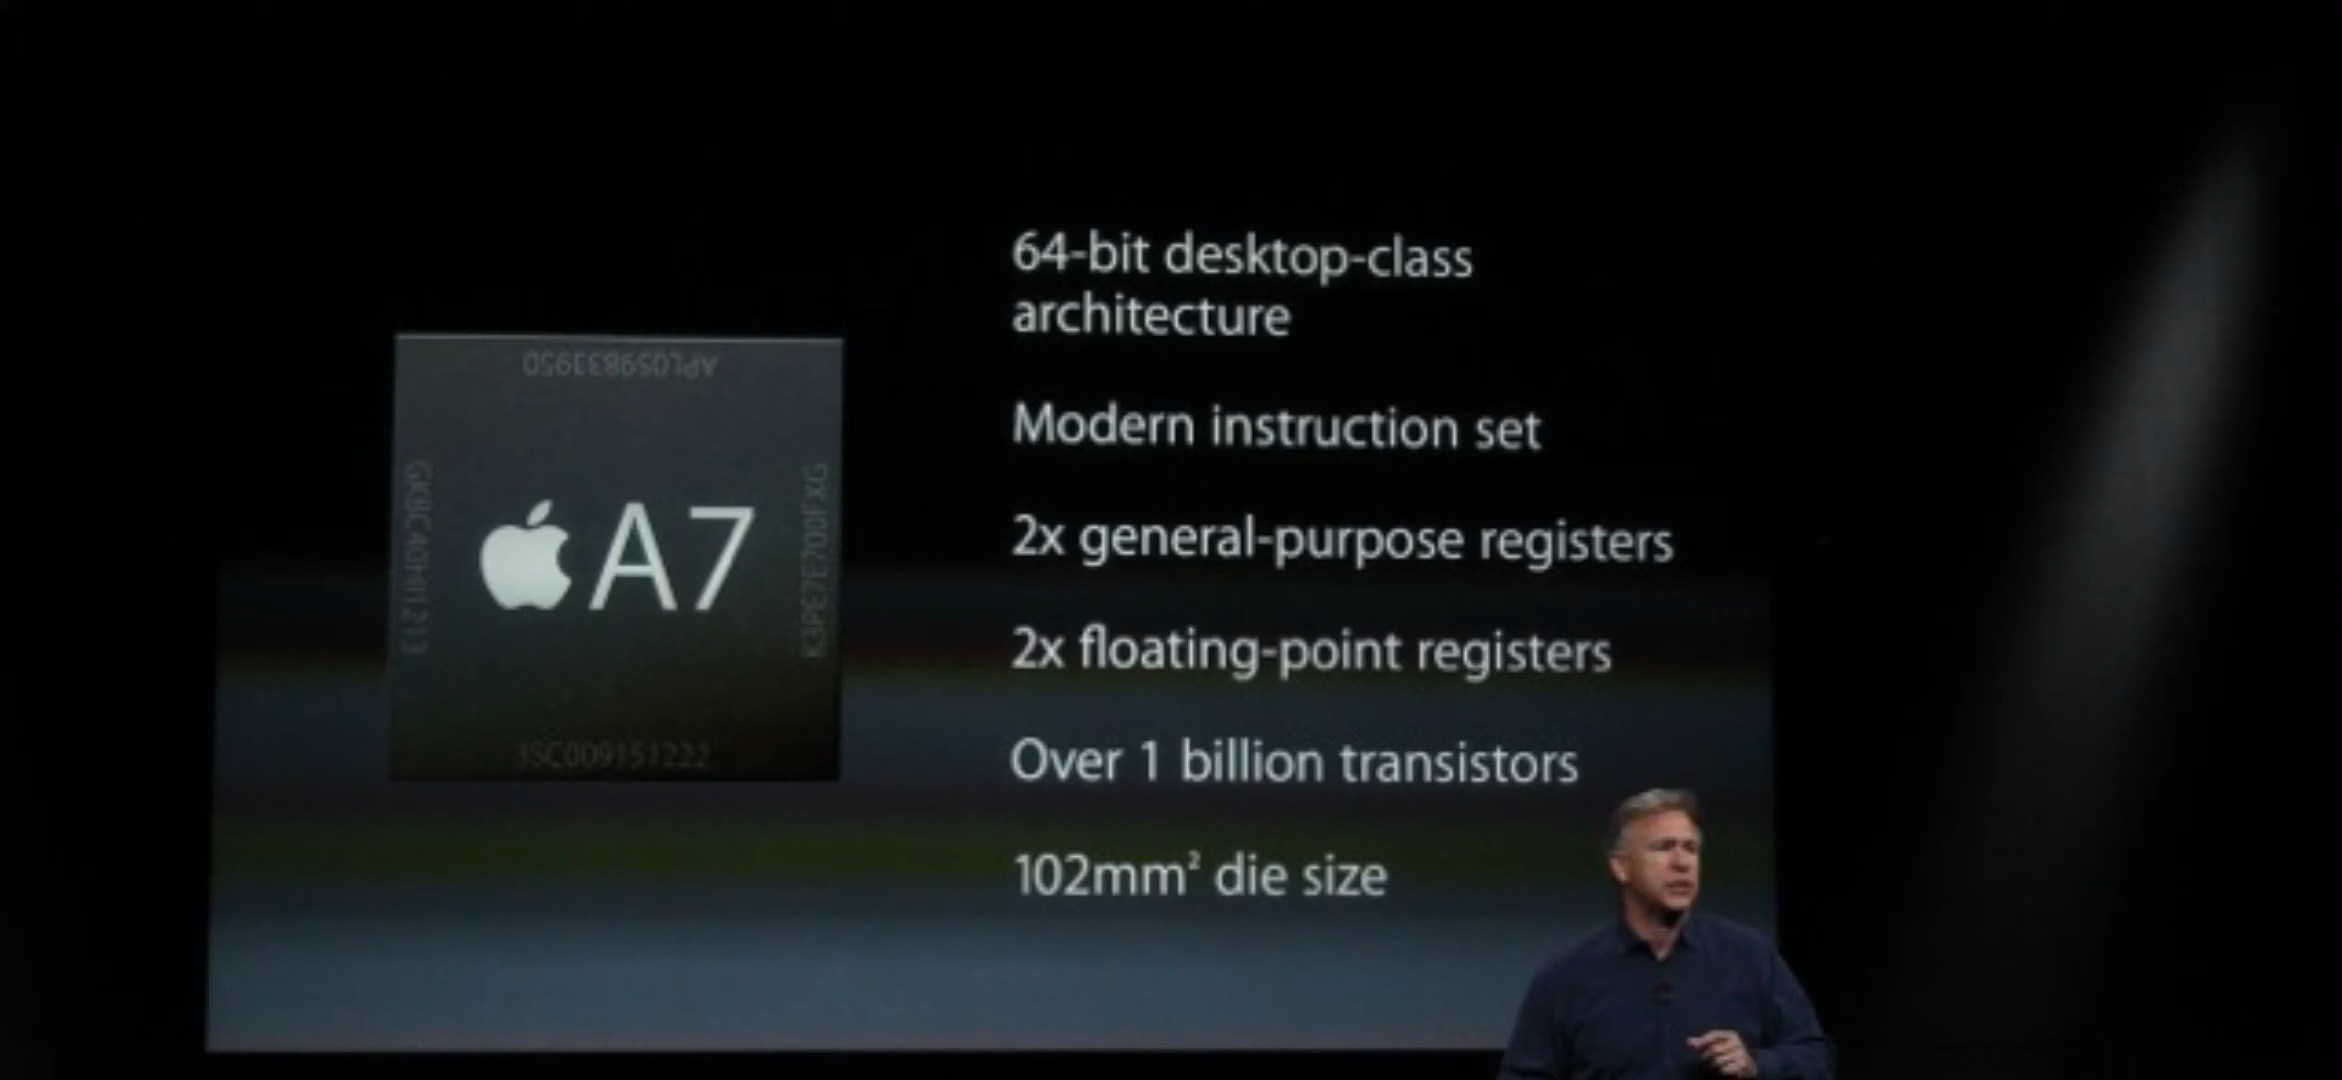 64-bit desktop-class
architecture
Modern instruction set
2x general-purpose registers
2x floating-point registers
Over 1 billion transistors
102mm² die size
APL059833950
A7